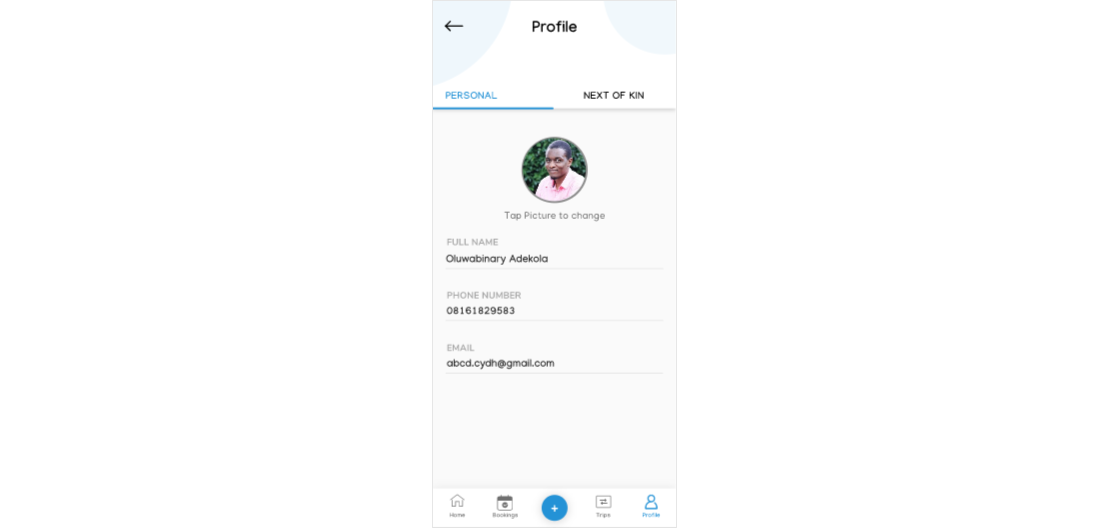 Profile
PERSONAL NEXT OF KIN
Tap Picture to change
FULL NAME
Oluwabinary Adekola
PHONE NUMBER
08161829583
EMAIL
abcd.cydh@gmail.com
+
Home Bookings Trips Profile